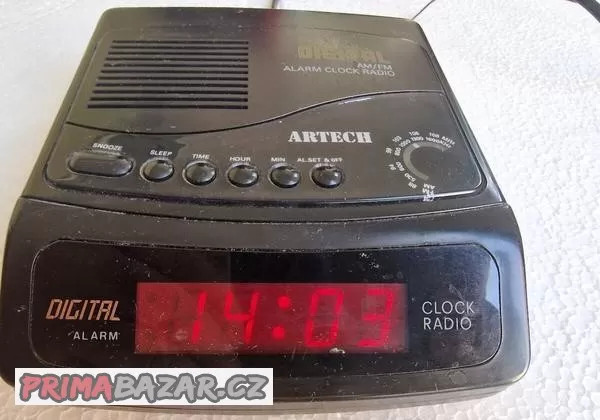 DIGITAL
AM/FM
ALARM CLOCK RADIO
ARTECH
SNOOZE
SLEEP
TIME
HOUR
MIN
AL.SET & OFF
DIGITAL
ALARM
14:09
CLOCK
RADIO
PRIMABAZAR.CZ